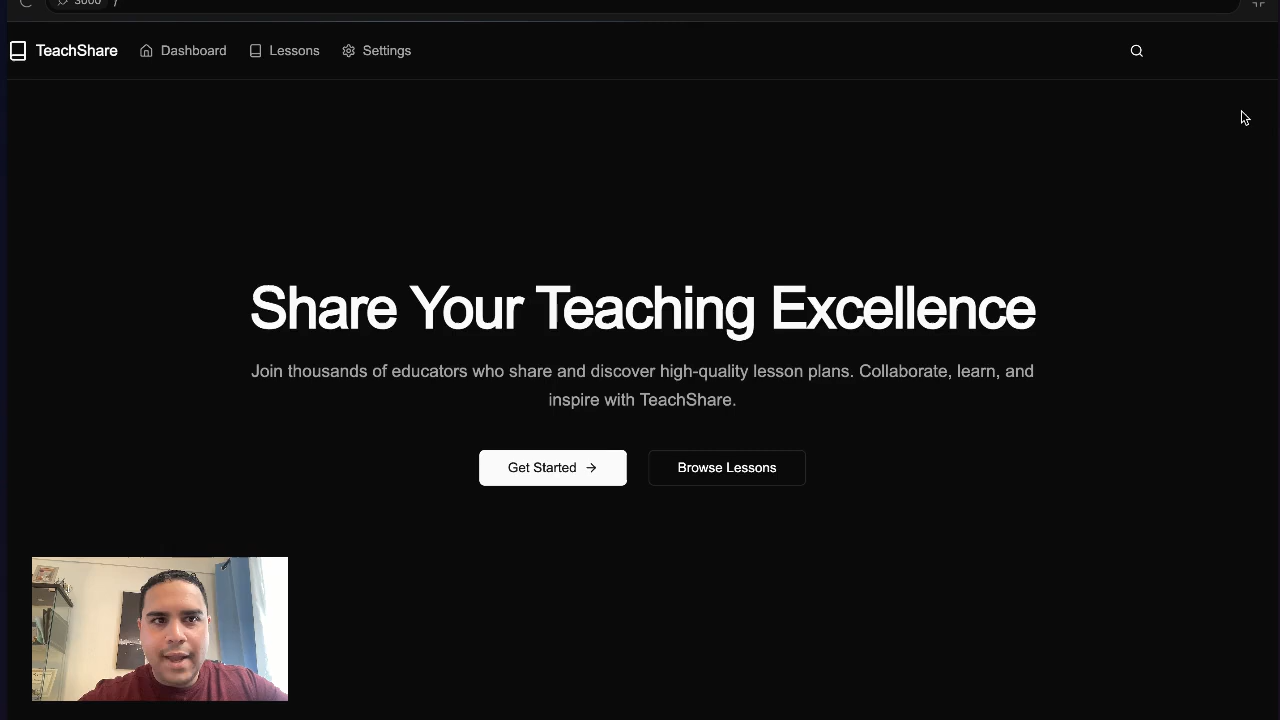 3000 /
TeachShare Dashboard Lessons Settings
Share Your Teaching Excellence
Join thousands of educators who share and discover high-quality lesson plans. Collaborate, learn, and
inspire with TeachShare.
Get Started Browse Lessons